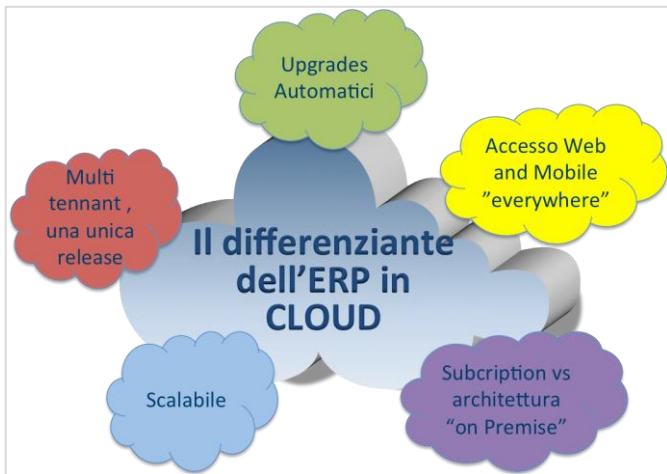 Upgrades
Automatici
Accesso Web
and Mobile
”everywhere”
Multi
tennant ,
una unica
release
Il differenziante
dell’ERP in
CLOUD
Scalabile
Subcription vs
architettura
“on Premise”